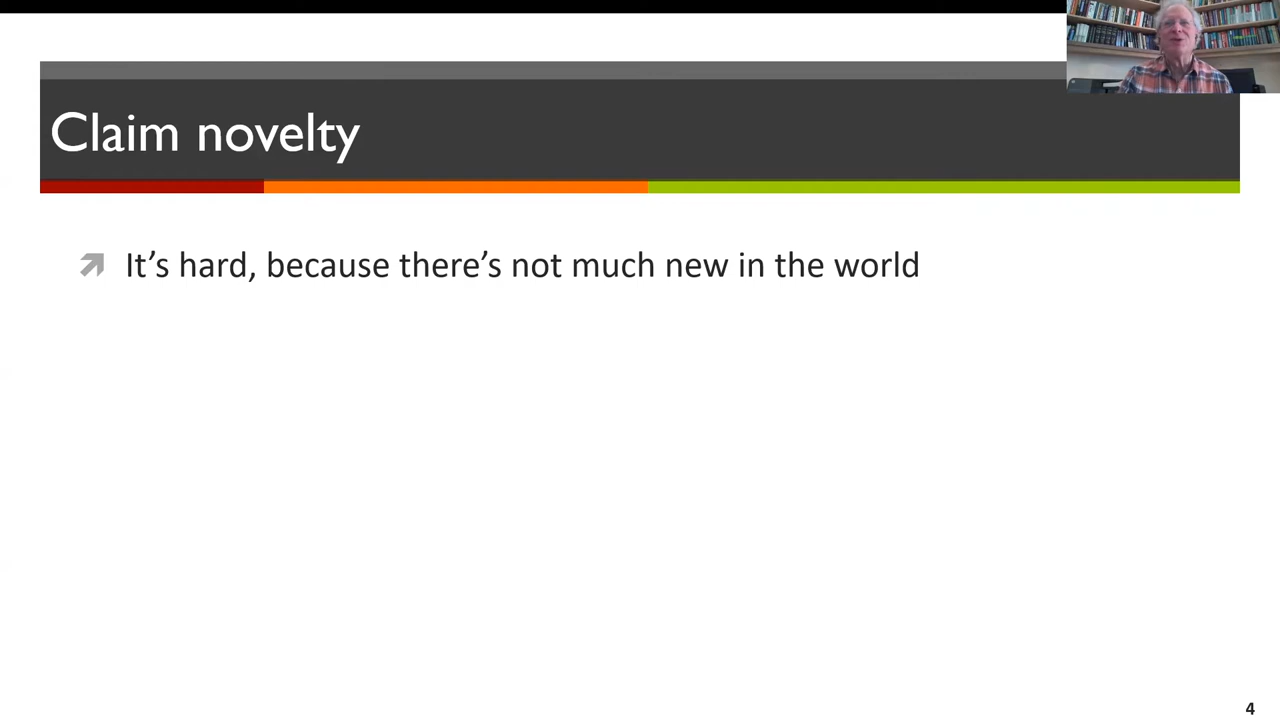 Claim novelty
It’s hard, because there’s not much new in the world
4